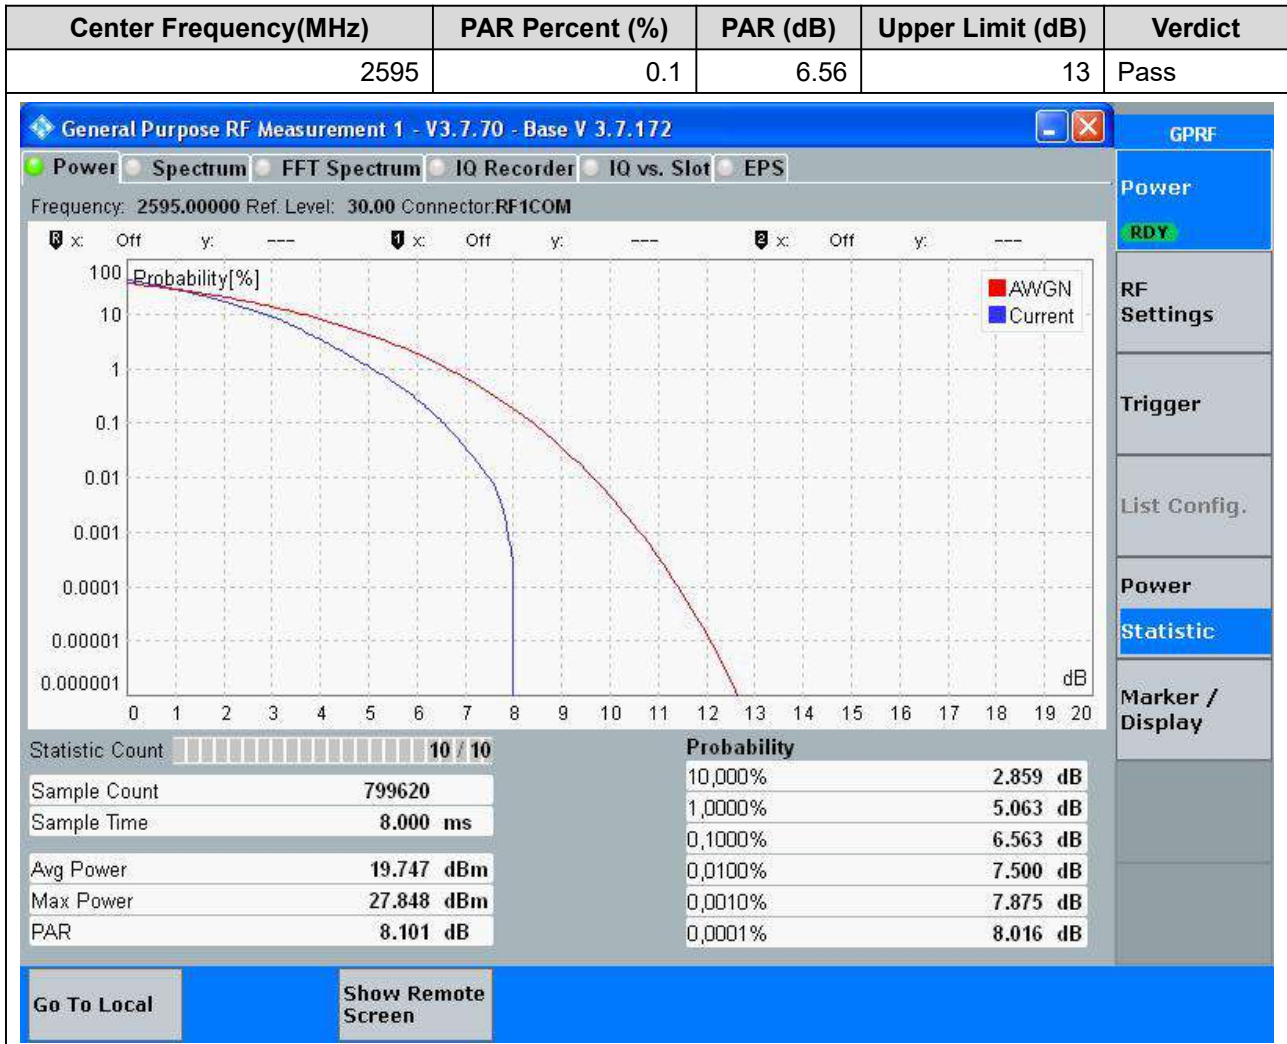 Center Frequency(MHz) PAR Percent (%) PAR (dB) Upper Limit (dB) Verdict
2595 0.1 6.56 13 Pass
General Purpose RF Measurement 1 - V3.7.70 - Base V 3.7.172
GPRF
Power Spectrum FFT Spectrum IQ Recorder IQ vs. Slot EPS
Frequency: 2595.00000 Ref. Level: 30.00 Connector:RF1COM
R x: Off y: --- 1 x: Off y: --- 2 x: Off y: ---
Probability[%]
AWGN
Current
100
10
1
0.1
0.01
0.001
0.0001
0.00001
0.000001
dB
0 1 2 3 4 5 6 7 8 9 10 11 12 13 14 15 16 17 18 19 20
Power
RDY
RF
Settings
Trigger
List Config.
Power
Statistic
Marker /
Display
Statistic Count 10 / 10
Sample Count 799620
Sample Time 8.000 ms
Avg Power 19.747 dBm
Max Power 27.848 dBm
PAR 8.101 dB
Probability
10,000% 2.859 dB
1,0000% 5.063 dB
0,1000% 6.563 dB
0,0100% 7.500 dB
0,0010% 7.875 dB
0,0001% 8.016 dB
Go To Local
Show Remote
Screen